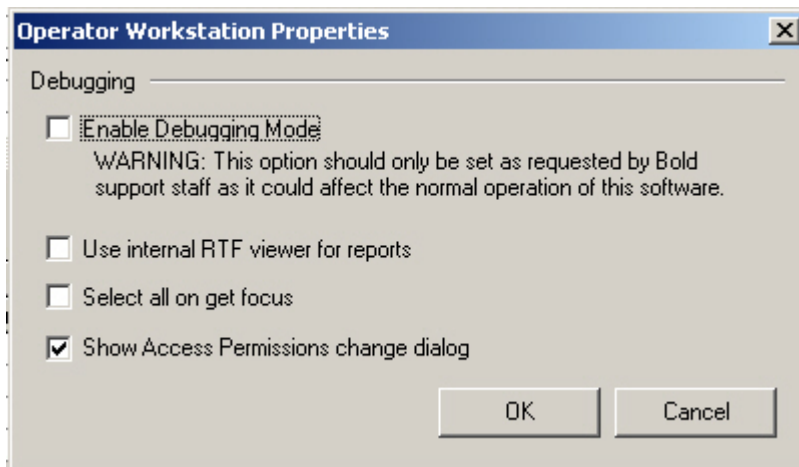 Operator Workstation Properties
Debugging
Enable Debugging Mode
WARNING: This option should only be set as requested by Bold
support staff as it could affect the normal operation of this software.
Use internal RTF viewer for reports
Select all on get focus
Show Access Permissions change dialog
OK Cancel